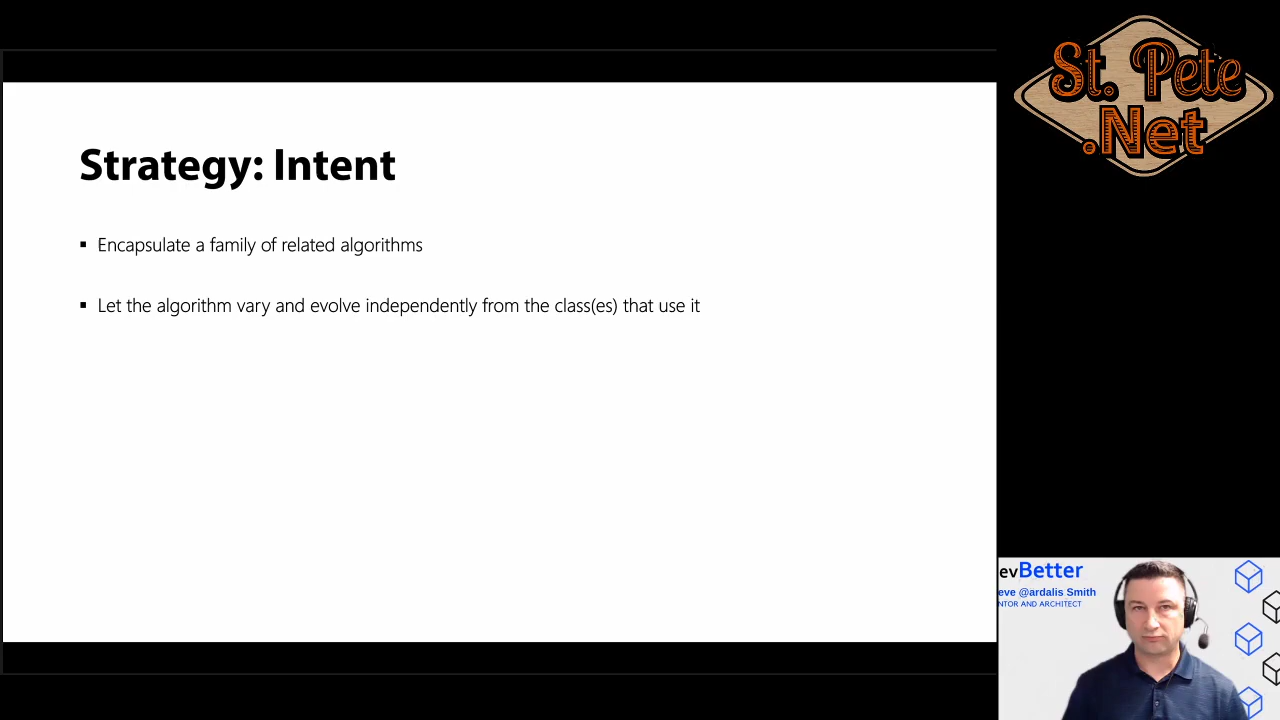 St. Pete
.Net
Strategy: Intent
▪ Encapsulate a family of related algorithms
▪ Let the algorithm vary and evolve independently from the class(es) that use it
evBetter
eve @ardalis Smith
NTOR AND ARCHITECT